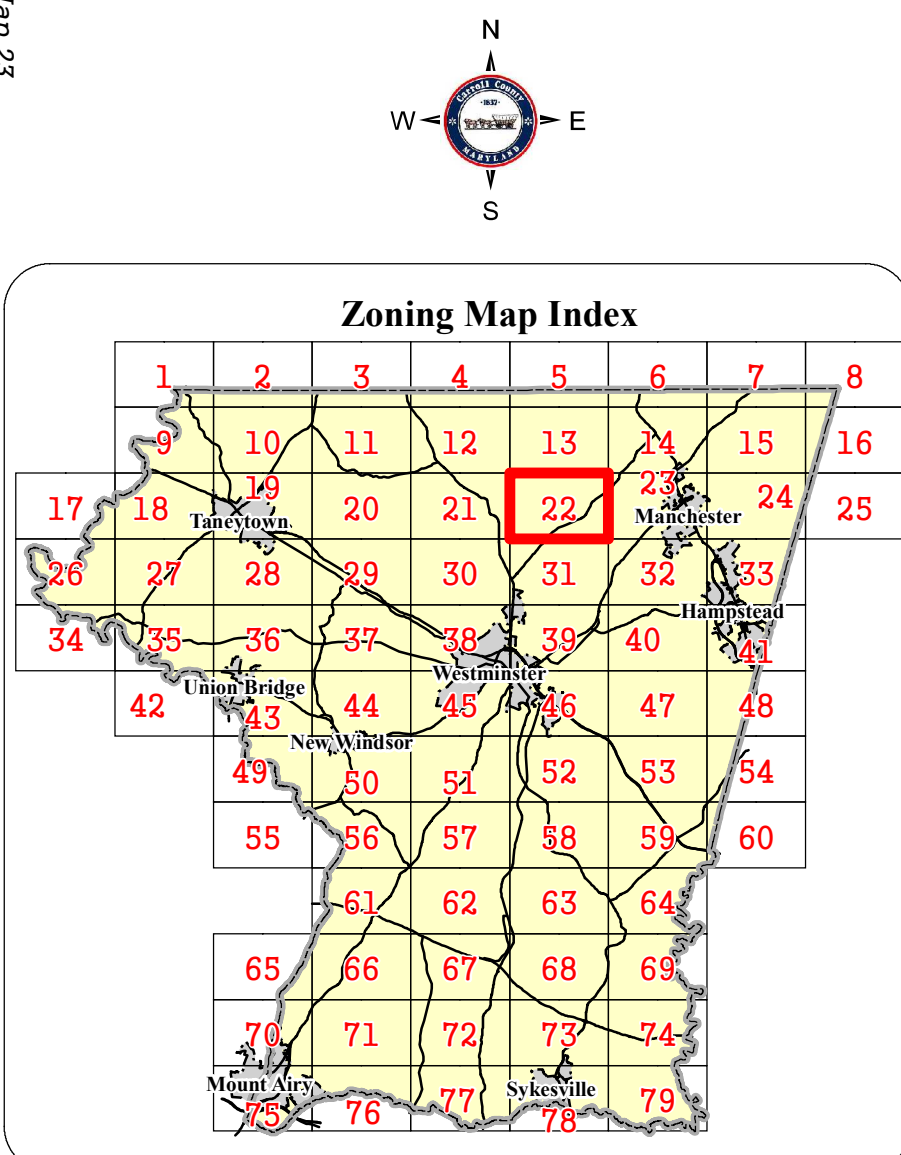 Map 23
N
W
E
S
Carroll County
·1837·
MARYLAND
Zoning Map Index
1 2 3 4 5 6 7 8
9 10 11 12 13 14 15 16
17 18 19 20 21 22 23 24 25
Taneytown
Manchester
26 27 28 29 30 31 32 33
Hampstead
34 35 36 37 38 39 40 41
Westminster
Union Bridge
42 43 44 45 46 47 48
New Windsor
49 50 51 52 53 54
55 56 57 58 59 60
61 62 63 64
65 66 67 68 69
70 71 72 73 74
Mount Airy
Sykesville
75 76 77 78 79